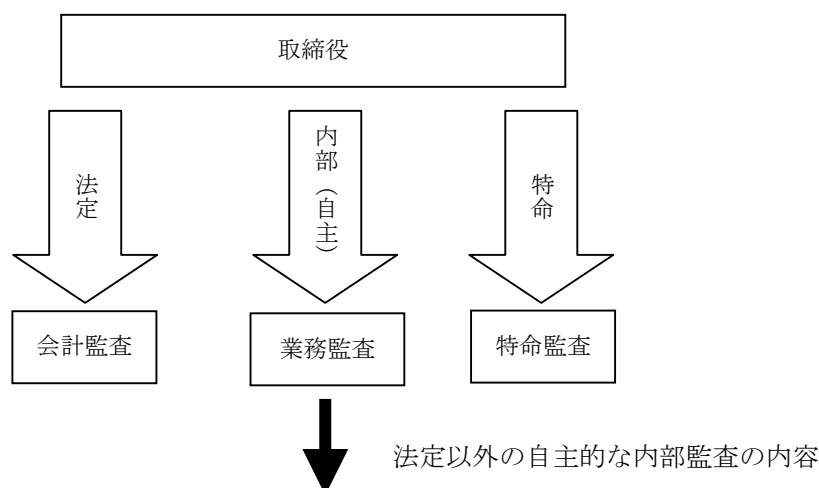 取締役
法定
内部（自主）
特命
会計監査
業務監査
特命監査
法定以外の自主的な内部監査の内容